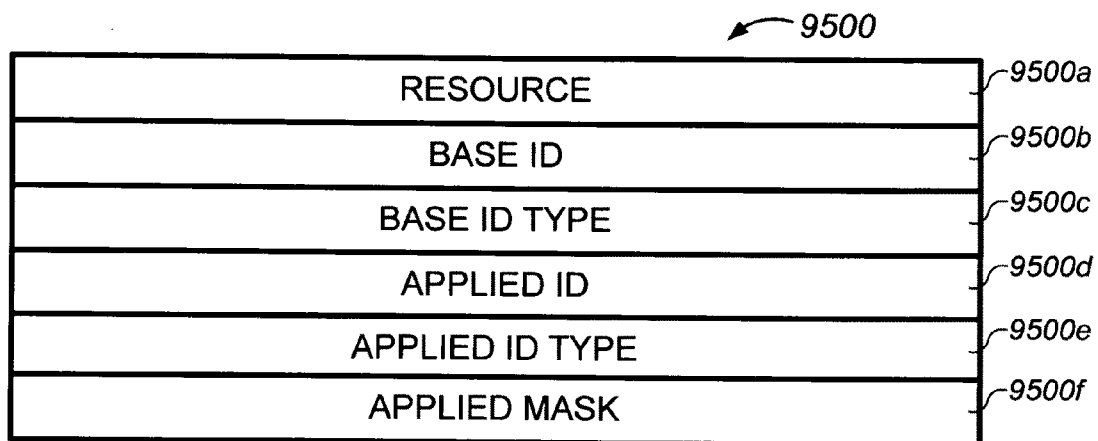 9500
RESOURCE 9500a
BASE ID 9500b
BASE ID TYPE 9500c
APPLIED ID 9500d
APPLIED ID TYPE 9500e
APPLIED MASK 9500f